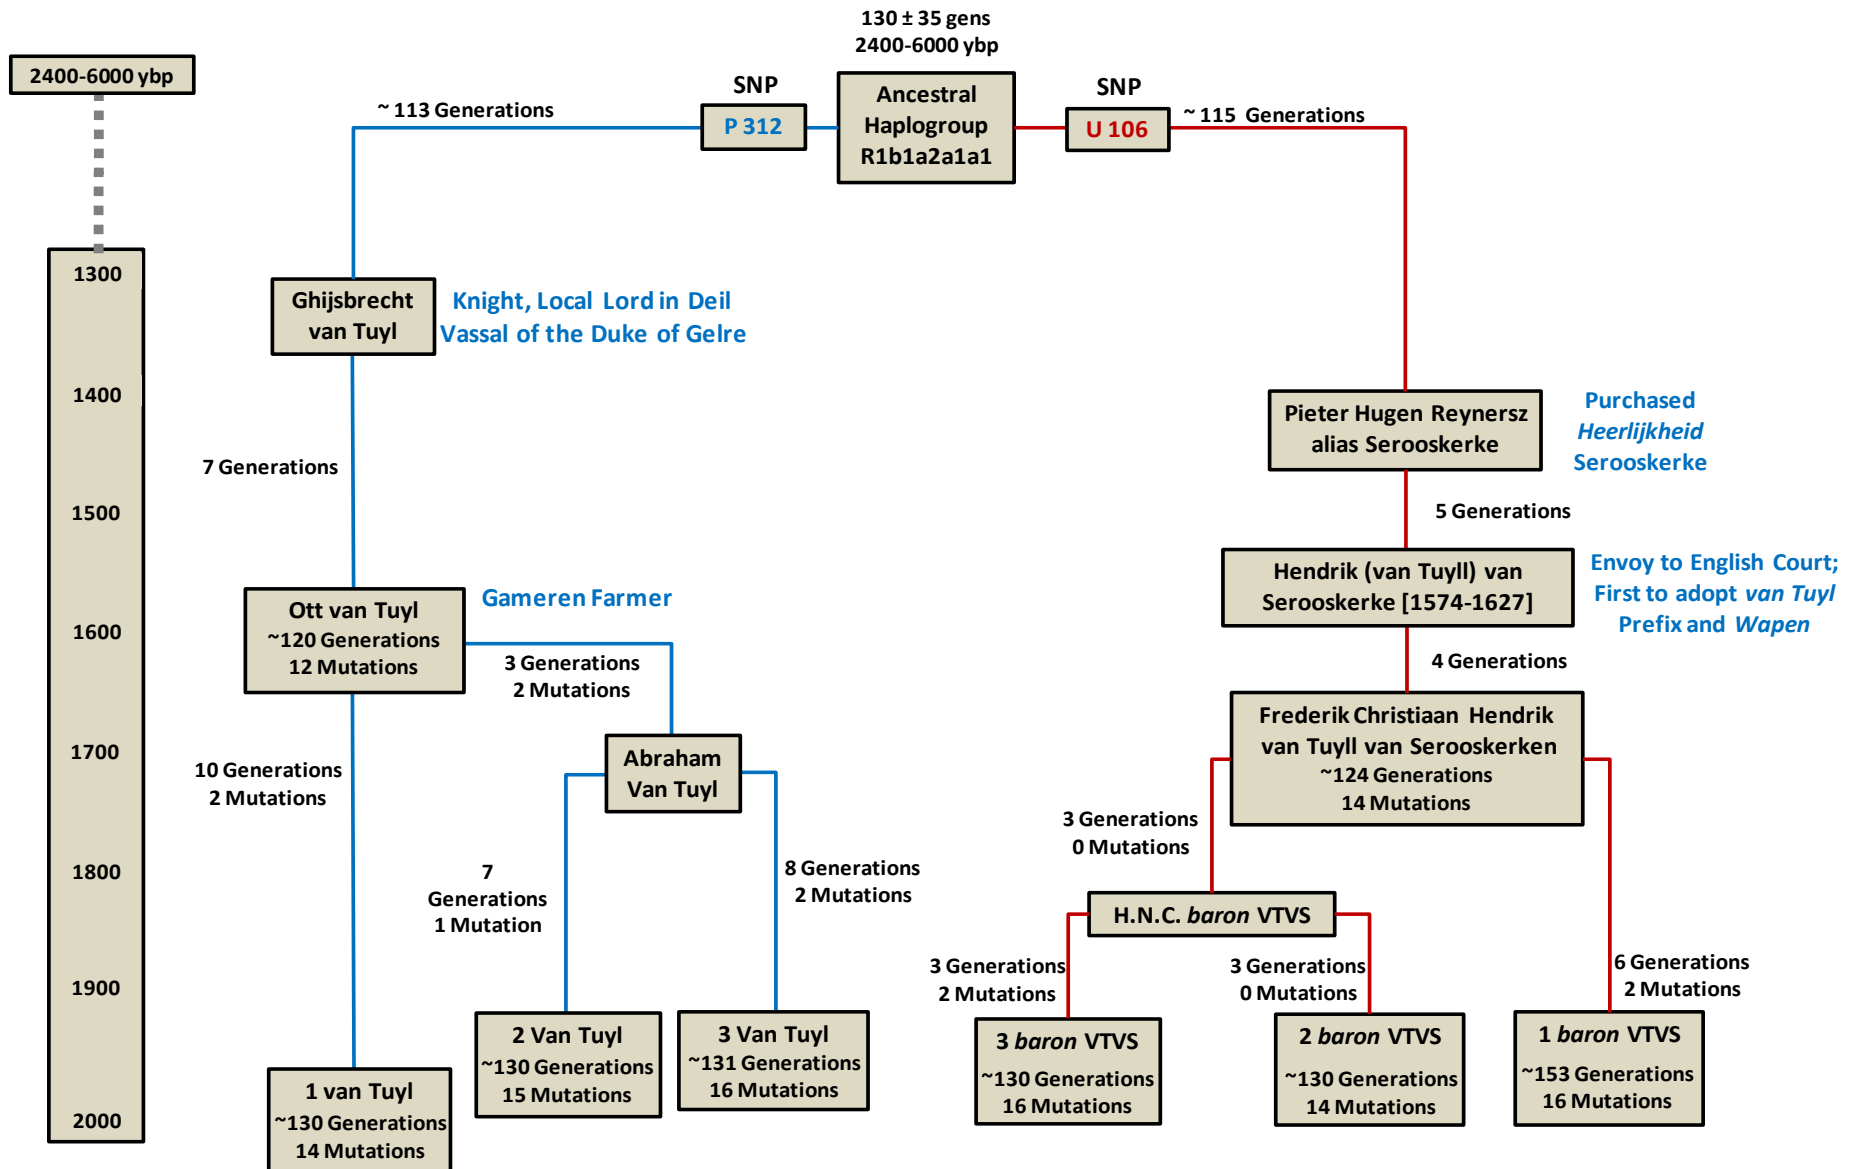 130 ± 35 gens
2400-6000 ybp
2400-6000 ybp
SNP
P 312
Ancestral
Haplogroup
R1b1a2a1a1
SNP
U 106
~ 113 Generations
~ 115 Generations
1300
1400
1500
1600
1700
1800
1900
2000
Ghijsbrecht
van Tuyl
Knight, Local Lord in Deil
Vassal of the Duke of Gelre
7 Generations
Ott van Tuyl
~120 Generations
12 Mutations
Gameren Farmer
3 Generations
2 Mutations
10 Generations
2 Mutations
Abraham
Van Tuyl
7
Generations
1 Mutation
8 Generations
2 Mutations
1 van Tuyl
~130 Generations
14 Mutations
2 Van Tuyl
~130 Generations
15 Mutations
3 Van Tuyl
~131 Generations
16 Mutations
Pieter Hugen Reynersz
alias Serooskerke
Purchased
Heerlijkheid
Serooskerke
5 Generations
Hendrik (van Tuyll) van
Serooskerke [1574-1627]
Envoy to English Court;
First to adopt van Tuyl
Prefix and Wapen
4 Generations
Frederik Christiaan Hendrik
van Tuyll van Serooskerken
~124 Generations
14 Mutations
3 Generations
0 Mutations
H.N.C. baron VTVS
3 Generations
2 Mutations
3 Generations
0 Mutations
6 Generations
2 Mutations
3 baron VTVS
~130 Generations
16 Mutations
2 baron VTVS
~130 Generations
14 Mutations
1 baron VTVS
~153 Generations
16 Mutations